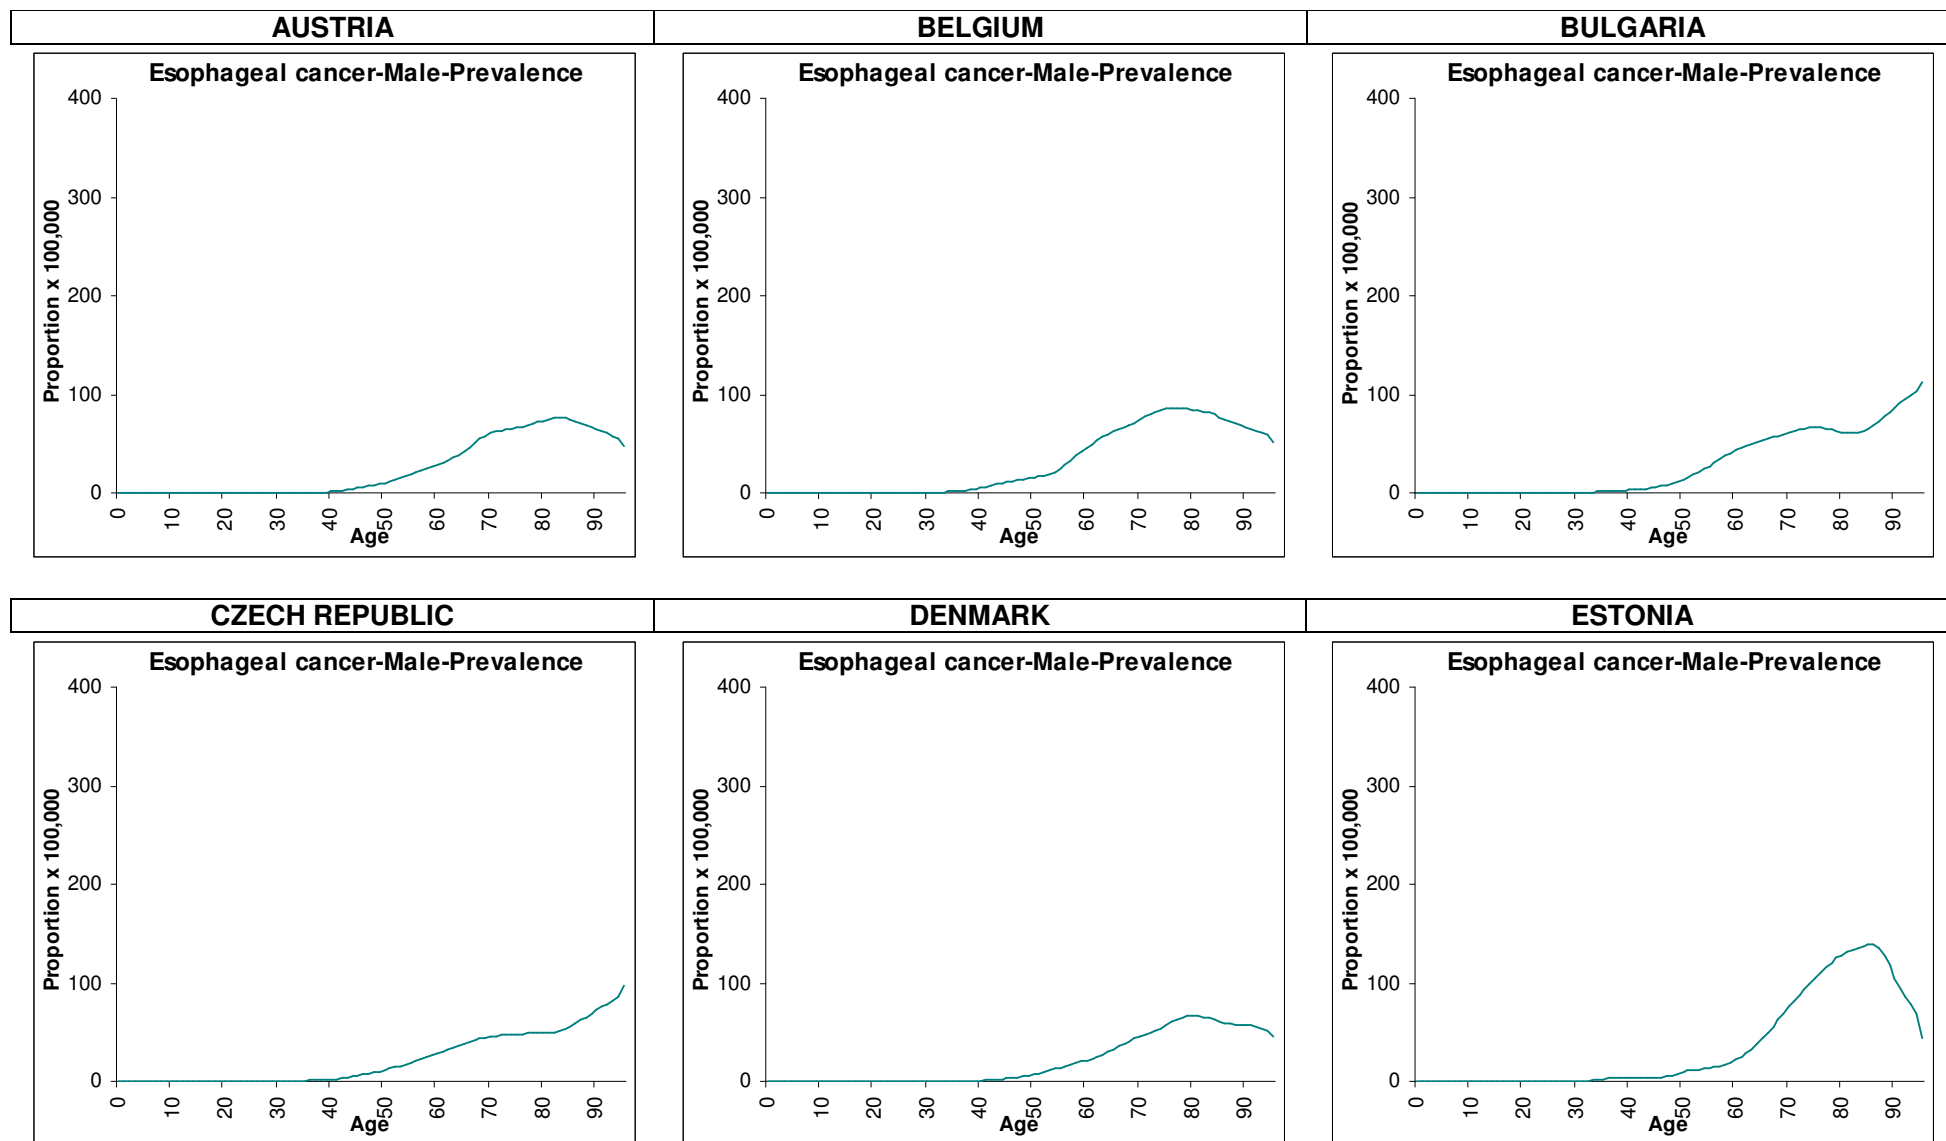 AUSTRIA BELGIUM BULGARIA
Esophageal cancer-Male-Prevalence
400
300
200
100
0
Proportion x 100,000
0 10 20 30 40 50 60 70 80 90
Age
Esophageal cancer-Male-Prevalence
400
300
200
100
0
Proportion x 100,000
0 10 20 30 40 50 60 70 80 90
Age
Esophageal cancer-Male-Prevalence
400
300
200
100
0
Proportion x 100,000
0 10 20 30 40 50 60 70 80 90
Age
CZECH REPUBLIC DENMARK ESTONIA
Esophageal cancer-Male-Prevalence
400
300
200
100
0
Proportion x 100,000
0 10 20 30 40 50 60 70 80 90
Age
Esophageal cancer-Male-Prevalence
400
300
200
100
0
Proportion x 100,000
0 10 20 30 40 50 60 70 80 90
Age
Esophageal cancer-Male-Prevalence
400
300
200
100
0
Proportion x 100,000
0 10 20 30 40 50 60 70 80 90
Age